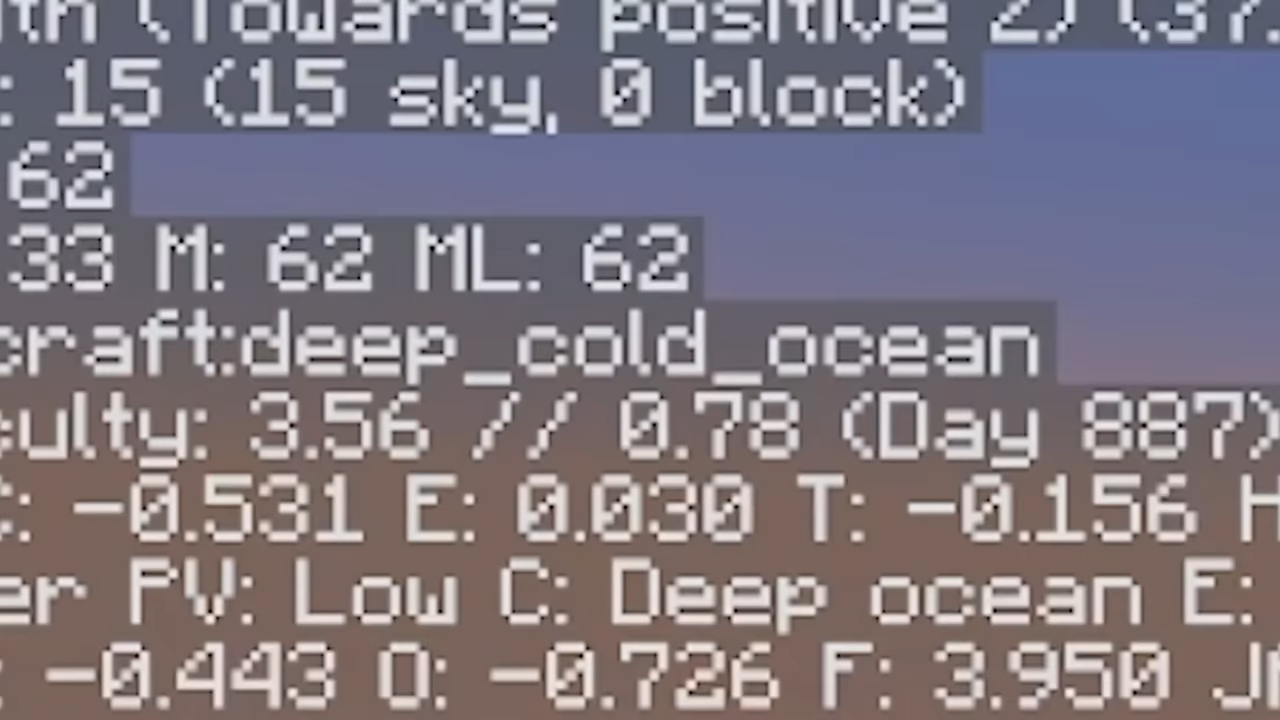 th (Towards positive Z) (37.
: 15 (15 sky, 0 block)
62
33 M: 62 ML: 62
craft:deep_cold_ocean
culty: 3.56 // 0.78 (Day 887)
C: -0.531 E: 0.030 T: -0.156 H
er PV: Low C: Deep ocean E:
: -0.443 O: -0.726 F: 3.950 J